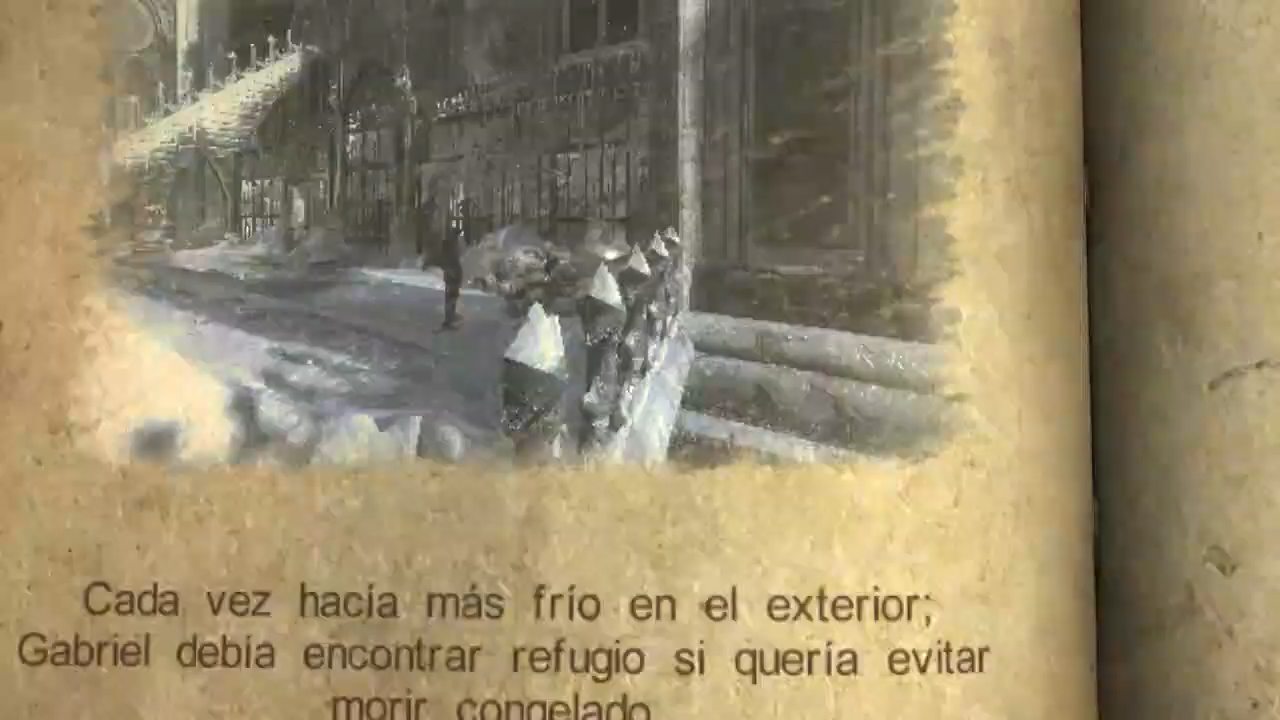 Cada vez hacía más frío en el exterior;
Gabriel debía encontrar refugio si quería evitar
morir congelado